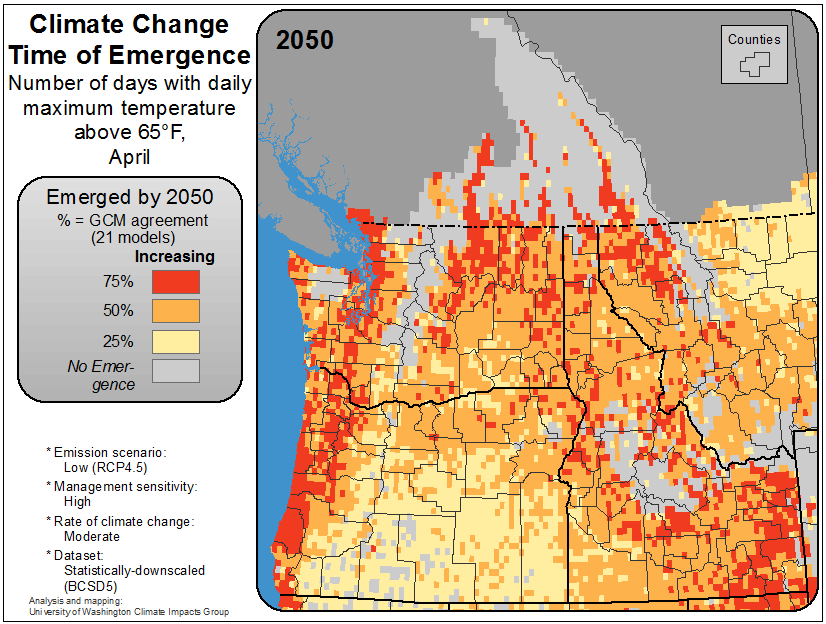 Climate Change
Time of Emergence
Number of days with daily
maximum temperature
above 65°F,
April
Emerged by 2050
% = GCM agreement
(21 models)
Increasing
75%
50%
25%
No Emer-
gence
* Emission scenario:
Low (RCP4.5)
* Management sensitivity:
High
* Rate of climate change:
Moderate
* Dataset:
Statistically-downscaled
(BCSD5)
Analysis and mapping:
University of Washington Climate Impacts Group
2050
Counties